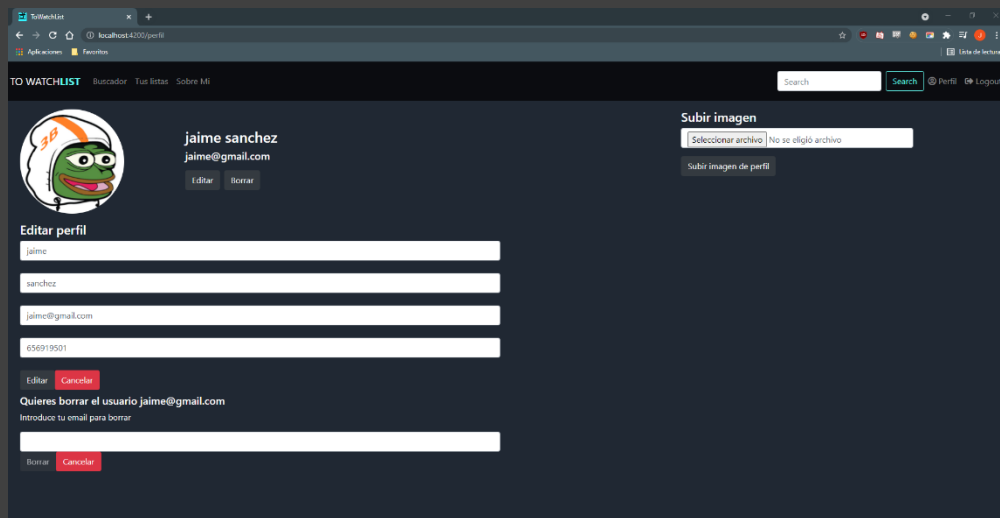 ToWatchList
localhost:4200/perfil
Aplicaciones Favoritos Lista de lectura
TO WATCHLIST Buscador Tus listas Sobre Mi Search Search Perfil Logout
38
jaime sanchez
jaime@gmail.com
Editar Borrar
Subir imagen
Seleccionar archivo No se eligió archivo
Subir imagen de perfil
Editar perfil
jaime
sanchez
jaime@gmail.com
656919501
Editar Cancelar
Quieres borrar el usuario jaime@gmail.com
Introduce tu email para borrar
Borrar Cancelar